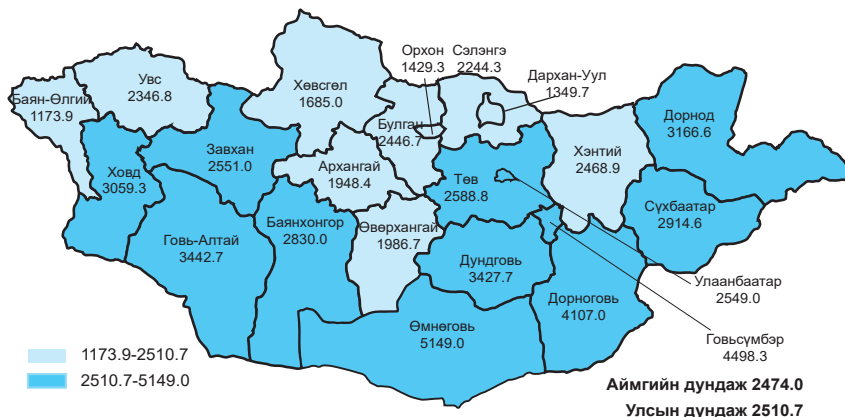 Орхон
1429.3
Сэлэнгэ
2244.3
Дархан-Уул
1349.7
Увс
2346.8
Баян-Өлгий
1173.9
Хөвсгөл
1685.0
Булган
2446.7
Дорнод
3166.6
Ховд
3059.3
Завхан
2551.0
Архангай
1948.4
Төв
2588.8
Хэнтий
2468.9
Сүхбаатар
2914.6
Говь-Алтай
3442.7
Баянхонгор
2830.0
Өвөрхангай
1986.7
Дундговь
3427.7
Дорноговь
4107.0
Улаанбаатар
2549.0
Өмнөговь
5149.0
Говьсүмбэр
4498.3
1173.9-2510.7
2510.7-5149.0
Аймгийн дундаж 2474.0
Улсын дундаж 2510.7